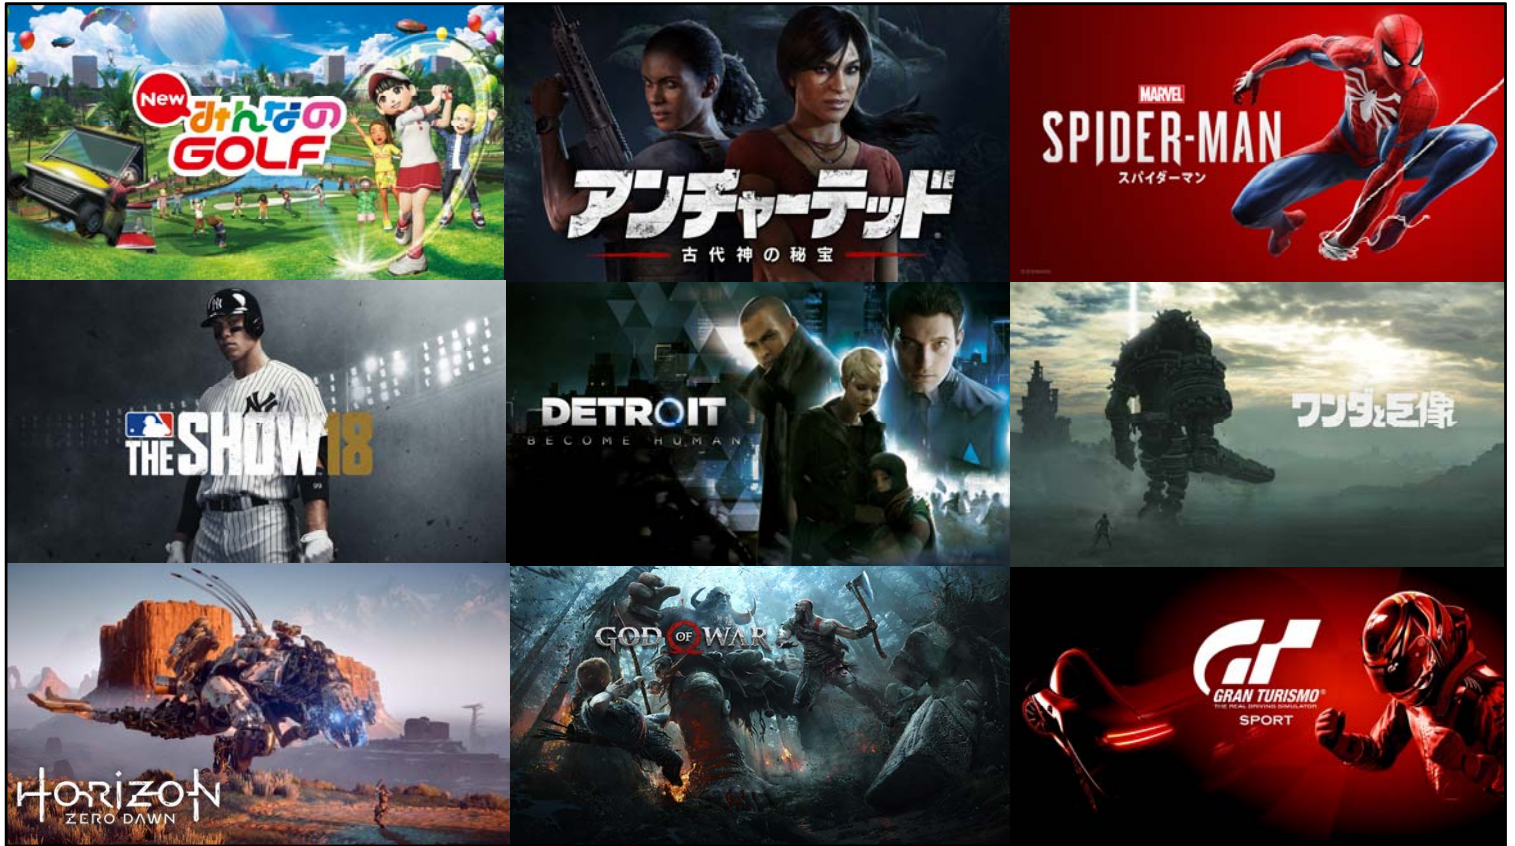 New
みんなの
GOLF
アンチャーテッド
古代神の秘宝
MARVEL
SPIDER-MAN
スパイダーマン
THE SHOW 18
99
DETROIT
BECOME HUMAN
ワンダと巨像
HORIZON
ZERO DAWN
GOD OF WAR
GT
GRAN TURISMO®
THE REAL DRIVING SIMULATOR
SPORT